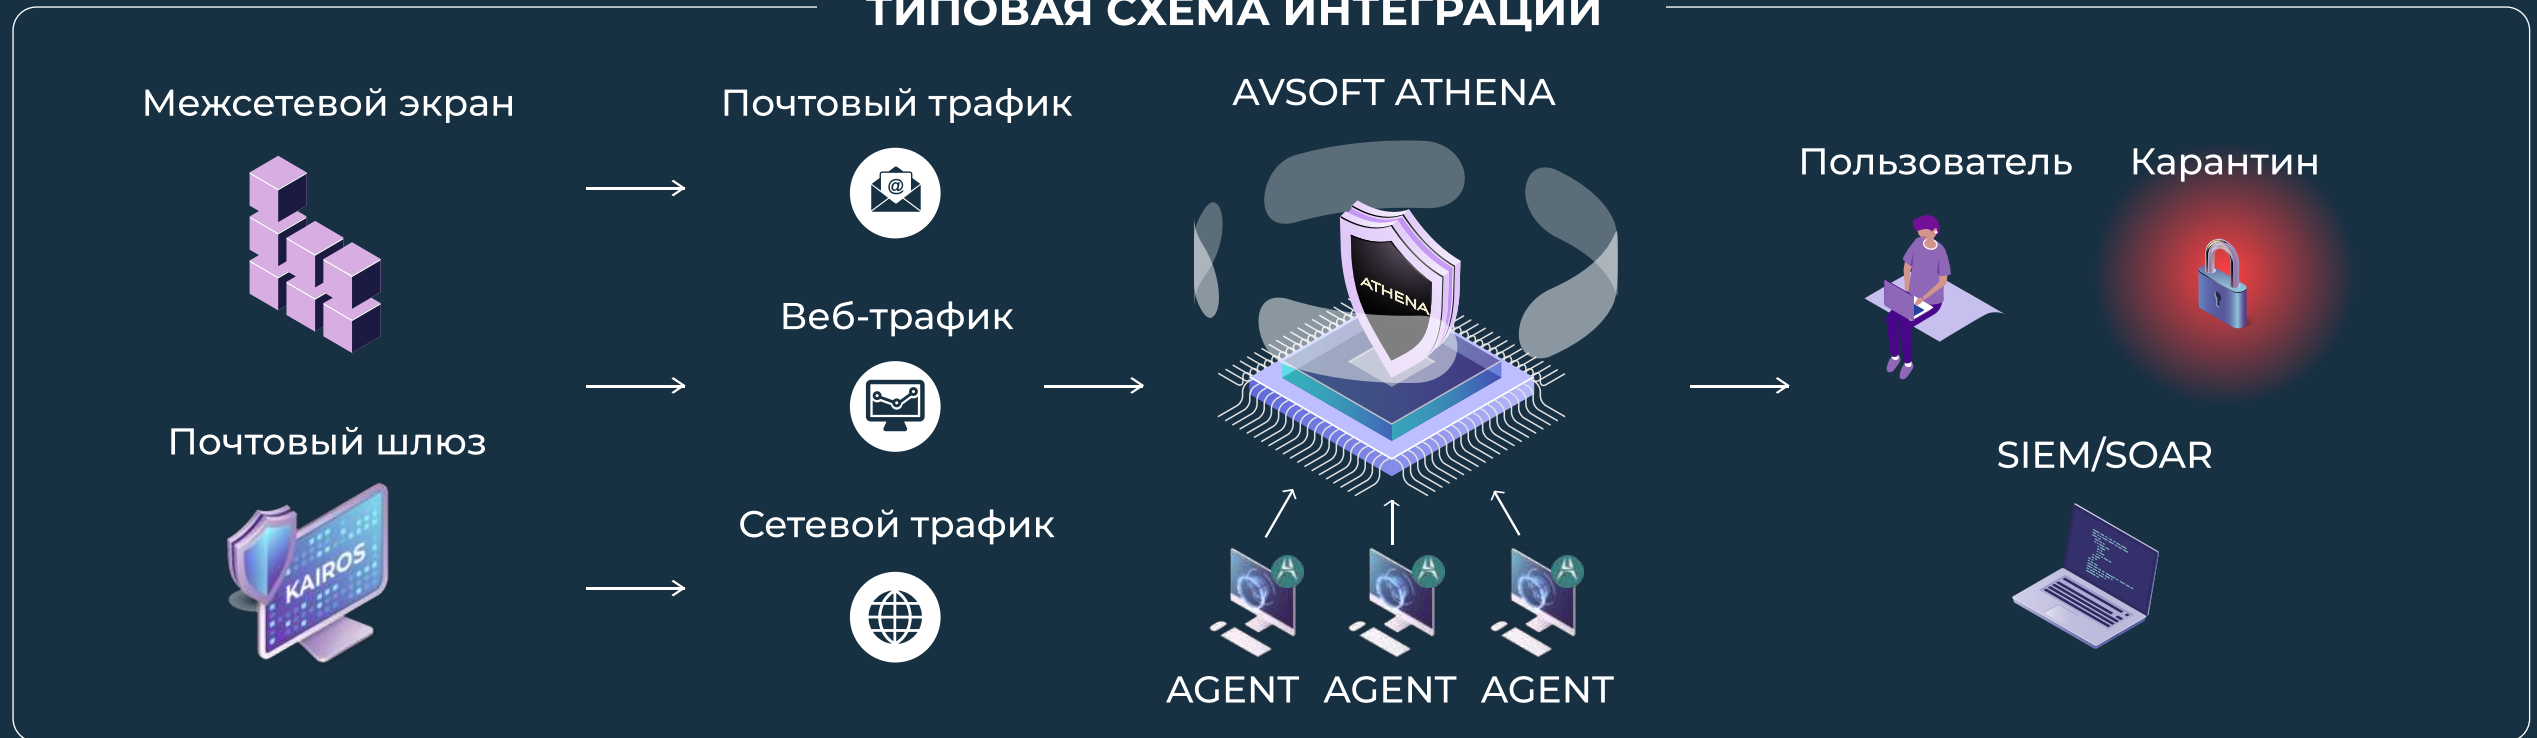 ТИПОВАЯ СХЕМА ИНТЕГРАЦИИ
Межсетевой экран
Почтовый шлюз
KAIROS
Почтовый трафик
@
Веб-трафик
Сетевой трафик
AVSOFT ATHENA
ATHENA
AGENT AGENT AGENT
Пользователь
Карантин
SIEM/SOAR